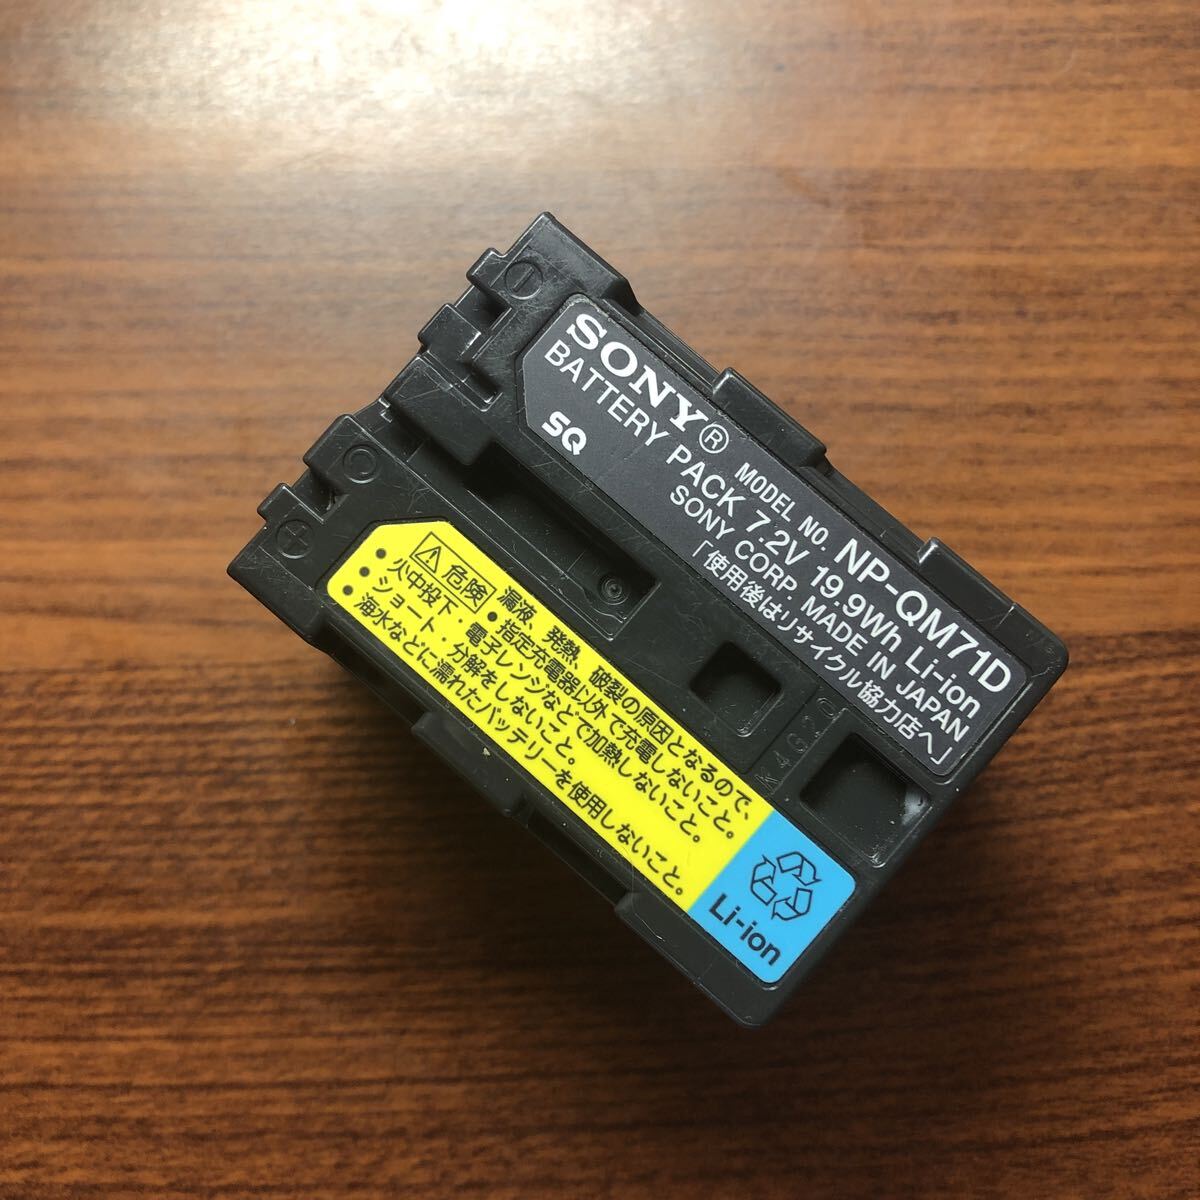 SONY® MODEL NO. NP-QM71D
BATTERY PACK 7.2V 19.9Wh Li-ion
SQ
SONY CORP. MADE IN JAPAN
「使用後はリサイクル協力店へ」
⚠危険
漏液、発熱、破裂の原因となるので、
・指定充電器以外で充電しないこと。
・火中投下・電子レンジなどで加熱しないこと。
・ショート・分解をしないこと。
・海水などに濡れたバッテリーを使用しないこと。
Li-ion